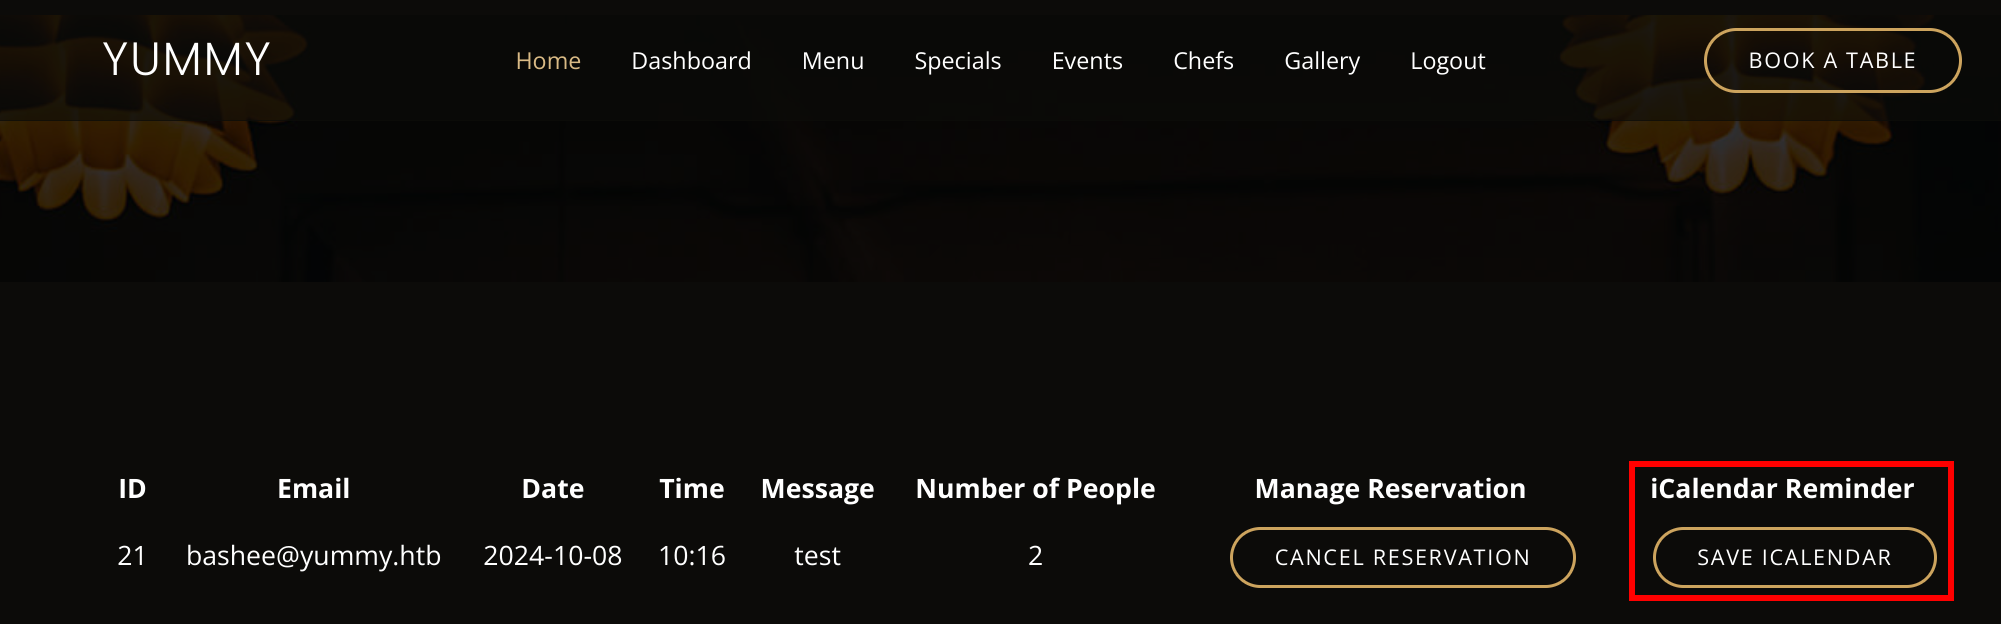 YUMMY Home Dashboard Menu Specials Events Chefs Gallery Logout BOOK A TABLE
ID Email Date Time Message Number of People Manage Reservation iCalendar Reminder
21 bashee@yummy.htb 2024-10-08 10:16 test 2 CANCEL RESERVATION SAVE ICALENDAR